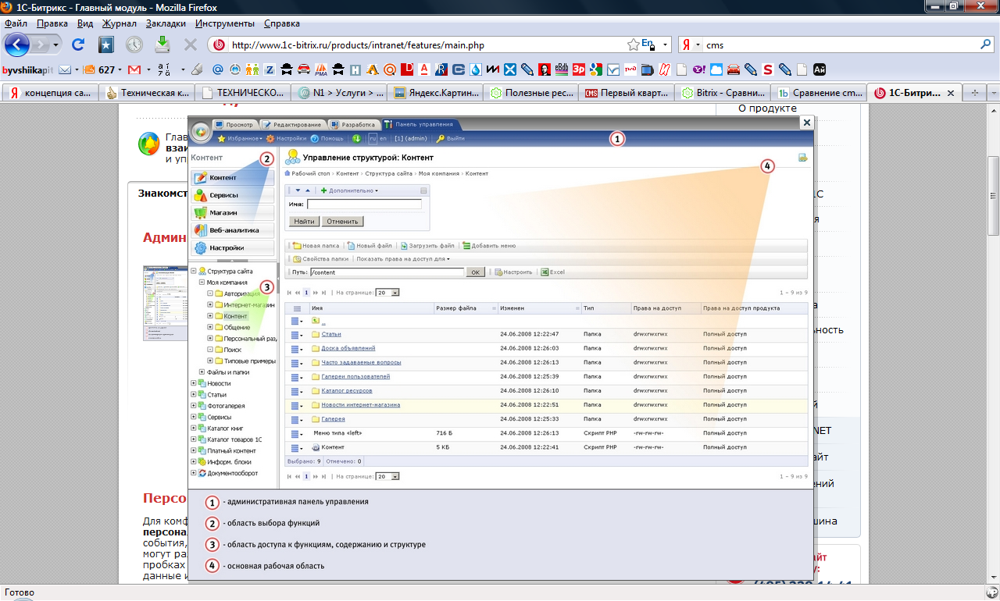 1С-Битрикс - Главный модуль - Mozilla Firefox
Файл Правка Вид Журнал Закладки Инструменты Справка
http://www.1c-bitrix.ru/products/intranet/features/main.php
En
cms
byvshiikapit
627
концепция са...
Техническая к...
ТЕХНИЧЕСКО...
N1 > Услуги > ...
Яндекс.Картин...
Полезные рес...
Первый кварт...
Bitrix - Сравни...
Сравнение cm...
1С-Битри...
О продукте
Глав
взаи
и уп
Знакомст
Админ
Персо
Для комф
персона
события,
могут ра
пробках
данные и
Просмотр Редактирование Разработка Панель управления
Избранное Настройки Помощь ru en [1] (admin) Выйти
1
Контент
2
Контент
Сервисы
Магазин
Веб-аналитика
Настройки
Структура сайта
Моя компания
3
Авторизация
Интернет-магазин
Контент
Общение
Персональный раз
Поиск
Типовые примеры
Файлы и папки
Новости
Статьи
Фотогалерея
Сервисы
Каталог книг
Каталог товаров 1С
Платный контент
Информ. блоки
Документооборот
Управление структурой: Контент
4
Рабочий стол › Контент › Структура сайта › Моя компания › Контент
Дополнительно
Имя:
Найти Отменить
Новая папка Новый файл Загрузить файл Добавить меню
Свойства папки Показать права на доступ для
Путь: /content OK Настроить Excel
1 На странице: 20 1 – 9 из 9
Имя Размер файла Изменен Тип Права на доступ Права на доступ продукта
..
Статьи 24.06.2008 12:22:47 Папка drwxrwxrwx Полный доступ
Доска объявлений 24.06.2008 12:26:03 Папка drwxrwxrwx Полный доступ
Часто задаваемые вопросы 24.06.2008 12:26:13 Папка drwxrwxrwx Полный доступ
Галереи пользователей 24.06.2008 12:25:39 Папка drwxrwxrwx Полный доступ
Каталог ресурсов 24.06.2008 12:26:10 Папка drwxrwxrwx Полный доступ
Новости интернет-магазина 24.06.2008 12:22:51 Папка drwxrwxrwx Полный доступ
Галерея 24.06.2008 12:25:33 Папка drwxrwxrwx Полный доступ
Меню типа «left» 716 Б 24.06.2008 12:26:13 Скрипт PHP -rw-rw-rw- Полный доступ
Контент 5 КБ 24.06.2008 12:22:41 Скрипт PHP -rw-rw-rw- Полный доступ
Выбрано: 9 Отмечено: 0
1 На странице: 20 1 – 9 из 9
1 - административная панель управления
2 - область выбора функций
3 - область доступа к функциям, содержанию и структуре
4 - основная рабочая область
Готово